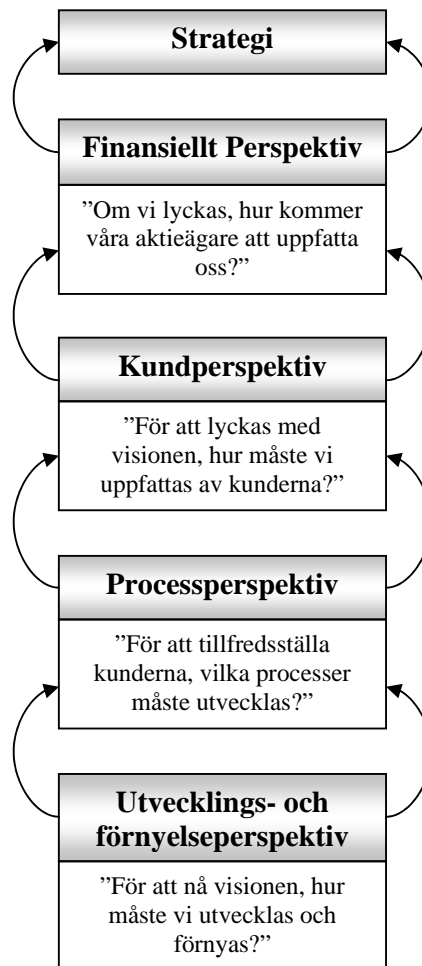 Strategi
Finansiellt Perspektiv
”Om vi lyckas, hur kommer
våra aktieägare att uppfatta
oss?”
Kundperspektiv
”För att lyckas med
visionen, hur måste vi
uppfattas av kunderna?”
Processperspektiv
”För att tillfredsställa
kunderna, vilka processer
måste utvecklas?”
Utvecklings- och
förnyelseperspektiv
”För att nå visionen, hur
måste vi utvecklas och
förnyas?”